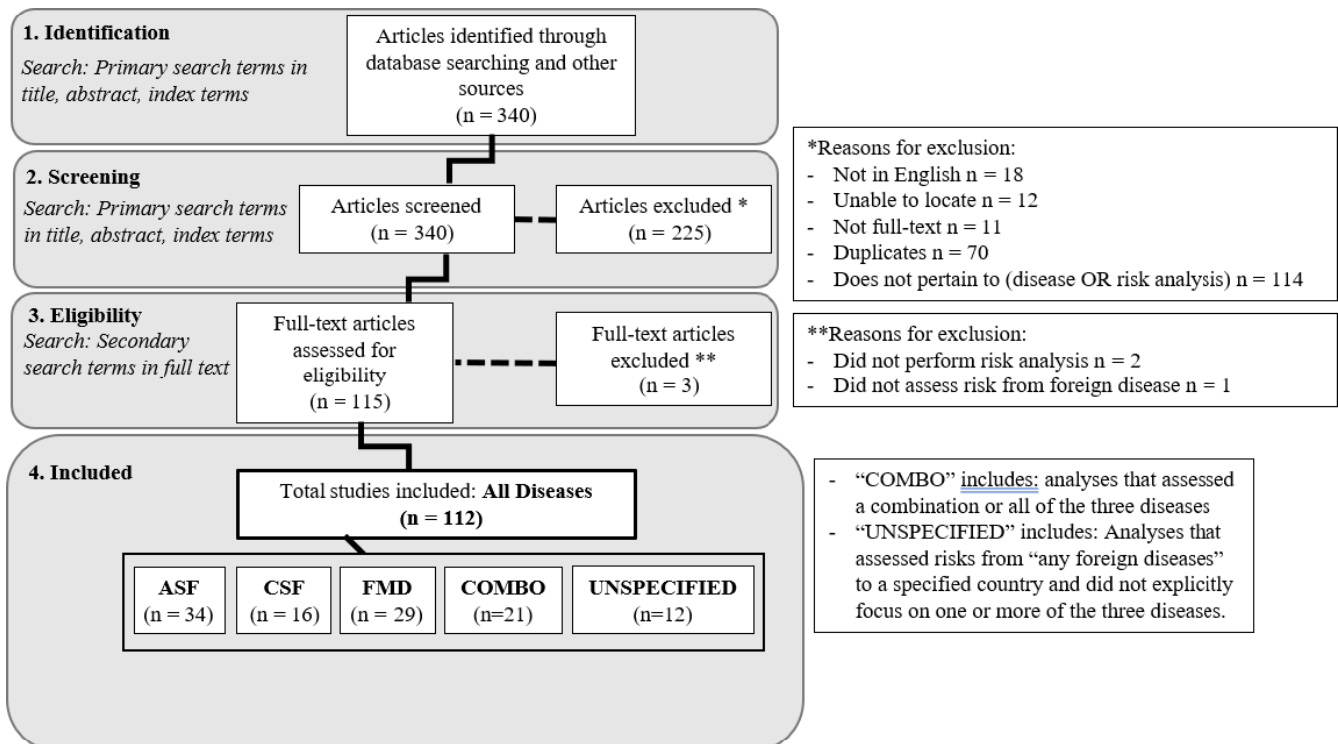 1. Identification
Search: Primary search terms in
title, abstract, index terms
Articles identified through
database searching and other
sources
(n = 340)
2. Screening
Search: Primary search terms
in title, abstract, index terms
Articles screened
(n = 340)
Articles excluded *
(n = 225)
*Reasons for exclusion:
- Not in English n = 18
- Unable to locate n = 12
- Not full-text n = 11
- Duplicates n = 70
- Does not pertain to (disease OR risk analysis) n = 114
3. Eligibility
Search: Secondary
search terms in full text
Full-text articles
assessed for
eligibility
(n = 115)
Full-text articles
excluded **
(n = 3)
**Reasons for exclusion:
- Did not perform risk analysis n = 2
- Did not assess risk from foreign disease n = 1
4. Included
Total studies included: All Diseases
(n = 112)
ASF
(n = 34)
CSF
(n = 16)
FMD
(n = 29)
COMBO
(n=21)
UNSPECIFIED
(n=12)
- “COMBO” includes: analyses that assessed
a combination or all of the three diseases
- “UNSPECIFIED” includes: Analyses that
assessed risks from “any foreign diseases”
to a specified country and did not explicitly
focus on one or more of the three diseases.